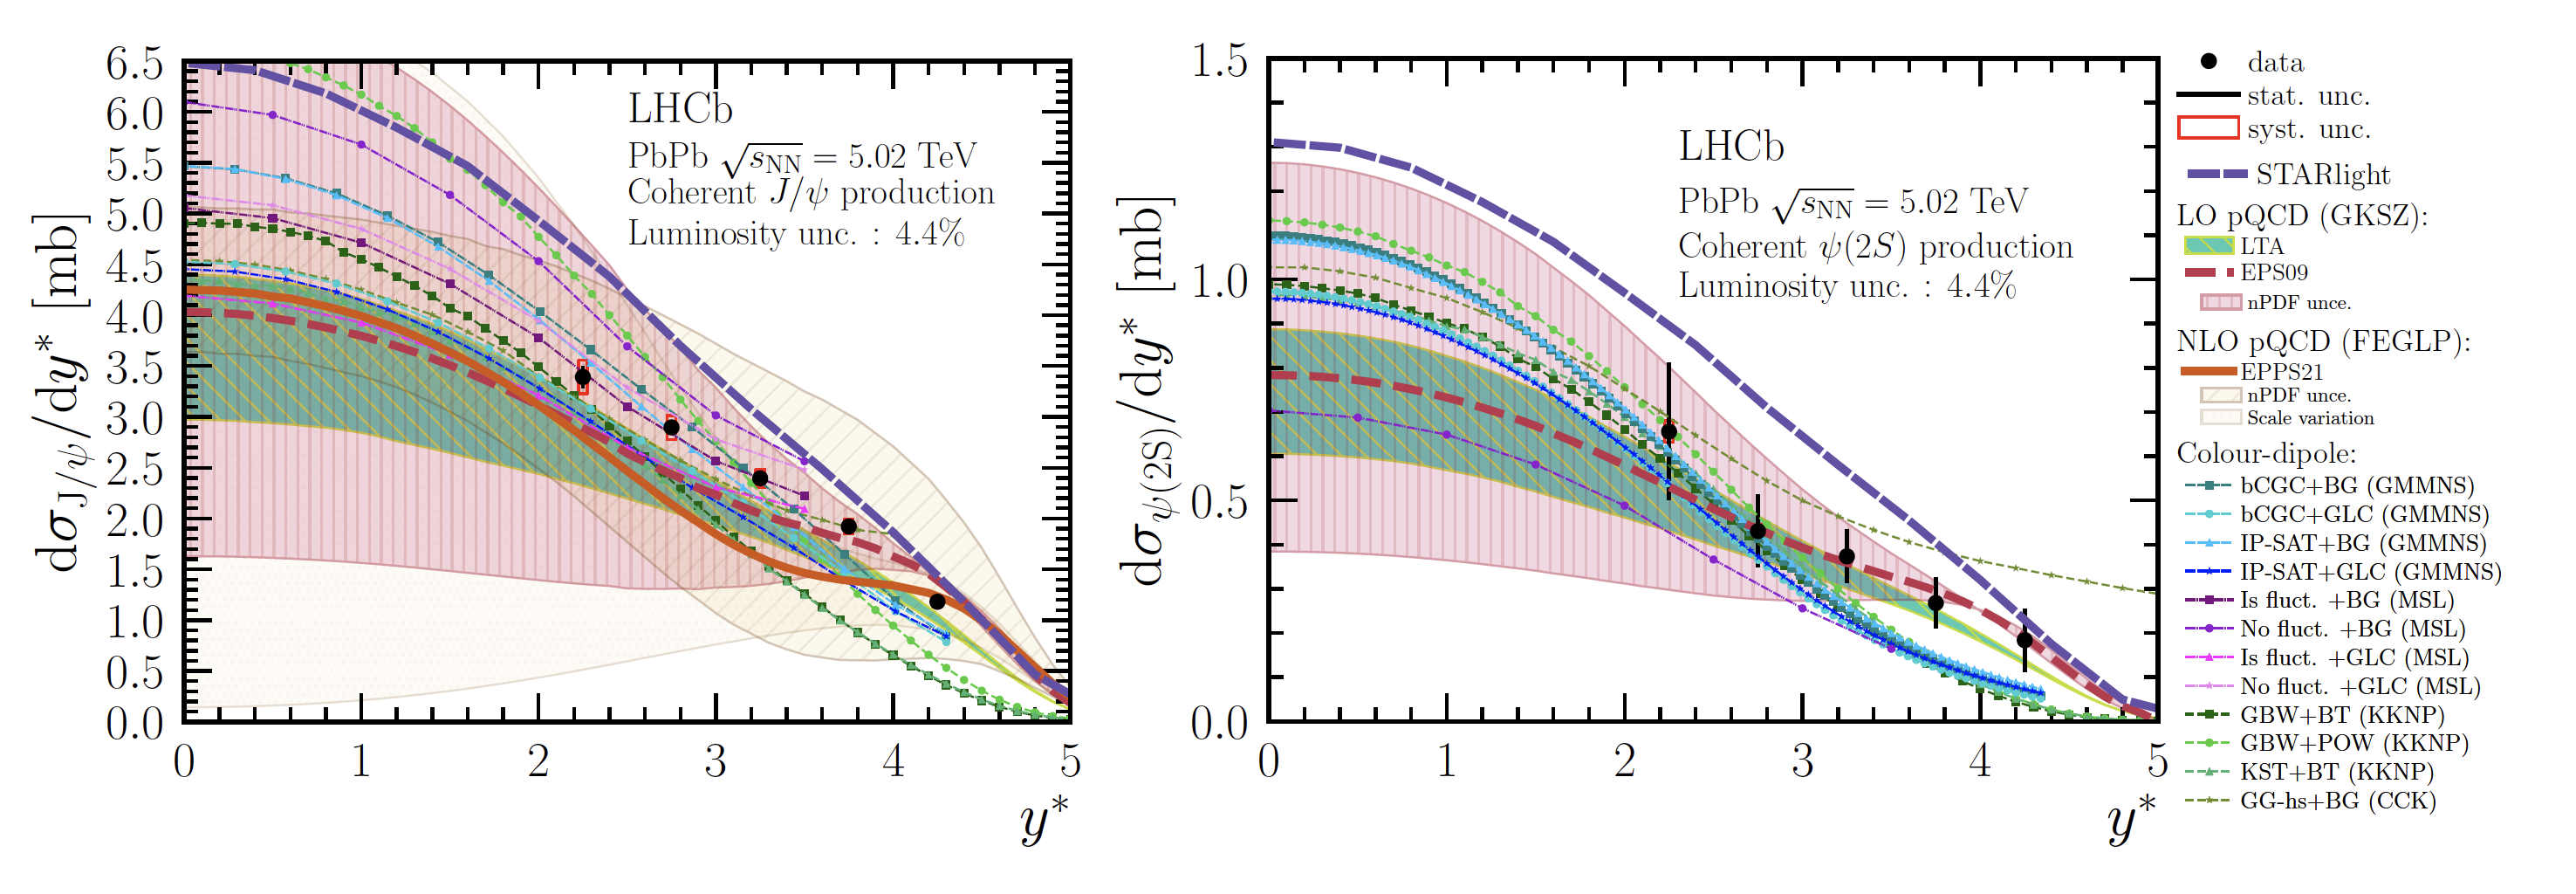 6.5
6.0
5.5
5.0
4.5
4.0
3.5
3.0
2.5
2.0
1.5
1.0
0.5
0.0
0 1 2 3 4 5
dσ_{J/ψ}/dy* [mb]
y*
LHCb
PbPb √s_{NN} = 5.02 TeV
Coherent J/ψ production
Luminosity unc. : 4.4%
1.5
1.0
0.5
0.0
0 1 2 3 4 5
dσ_{ψ(2S)}/dy* [mb]
y*
LHCb
PbPb √s_{NN} = 5.02 TeV
Coherent ψ(2S) production
Luminosity unc. : 4.4%
data
stat. unc.
syst. unc.
STARlight
LO pQCD (GKSZ):
LTA
EPS09
nPDF unce.
NLO pQCD (FEGLP):
EPPS21
nPDF unce.
Scale variation
Colour-dipole:
bCGC+BG (GMMNS)
bCGC+GLC (GMMNS)
IP-SAT+BG (GMMNS)
IP-SAT+GLC (GMMNS)
Is fluct. +BG (MSL)
No fluct. +BG (MSL)
Is fluct. +GLC (MSL)
No fluct. +GLC (MSL)
GBW+BT (KKNP)
GBW+POW (KKNP)
KST+BT (KKNP)
GG-hs+BG (CCK)